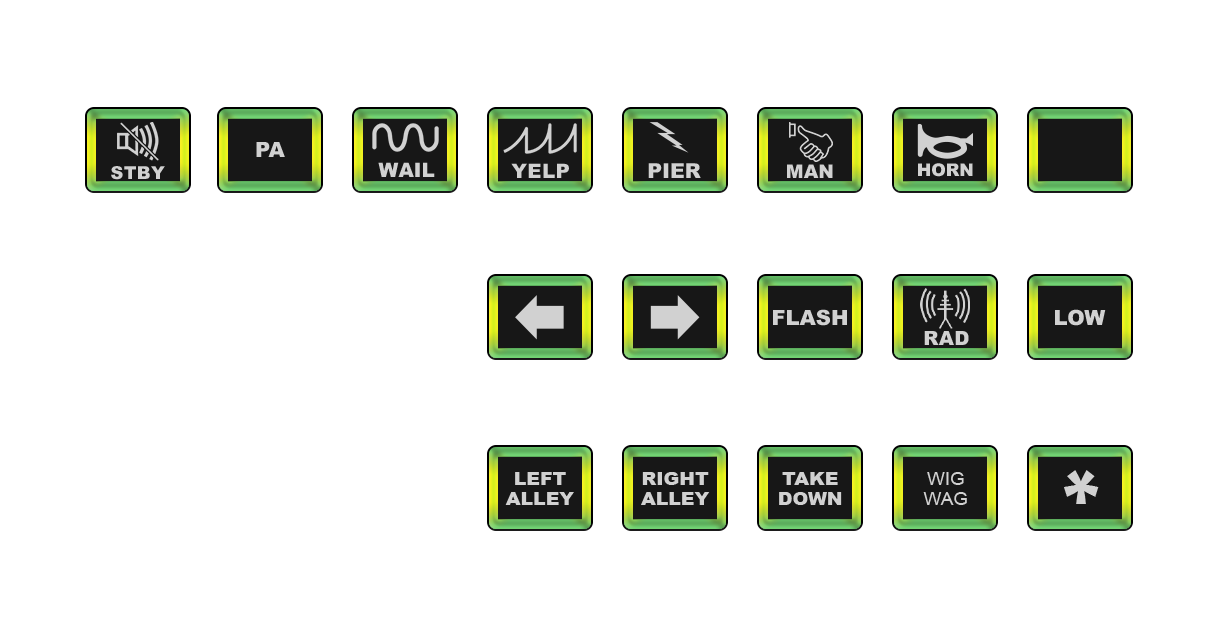 STBY
PA
WAIL
YELP
PIER
MAN
HORN
FLASH
RAD
LOW
LEFT
ALLEY
RIGHT
ALLEY
TAKE
DOWN
WIG
WAG
*